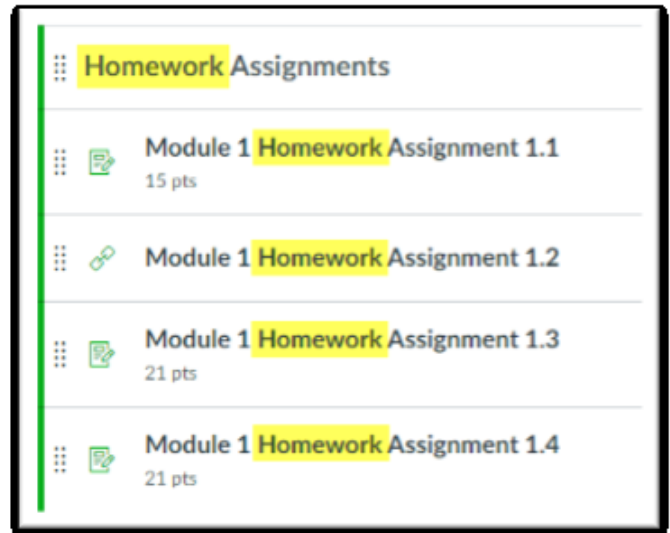 Homework Assignments
Module 1 Homework Assignment 1.1
15 pts
Module 1 Homework Assignment 1.2
Module 1 Homework Assignment 1.3
21 pts
Module 1 Homework Assignment 1.4
21 pts